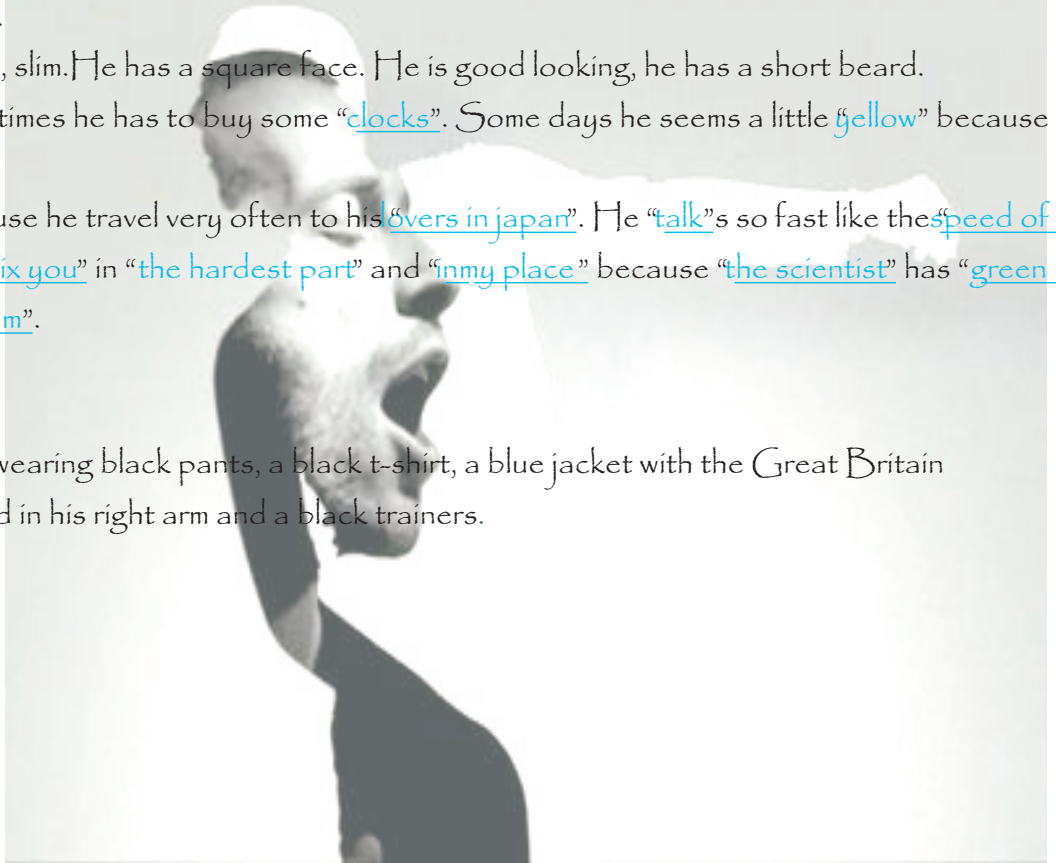 , slim.He has a square face. He is good looking, he has a short beard.
times he has to buy some “clocks”. Some days he seems a little “yellow” because
use he travel very often to his “lovers in japan”. He “talk”s so fast like the “speed of
ix you” in “the hardest part” and “inmy place” because “the scientist” has “green
m”.
wearing black pants, a black t-shirt, a blue jacket with the Great Britain
d in his right arm and a black trainers.